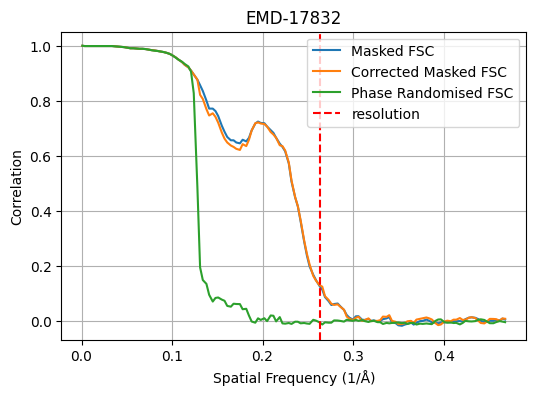 EMD-17832
Masked FSC
Corrected Masked FSC
Phase Randomised FSC
resolution
Correlation
1.0
0.8
0.6
0.4
0.2
0.0
0.0 0.1 0.2 0.3 0.4
Spatial Frequency (1/Å)